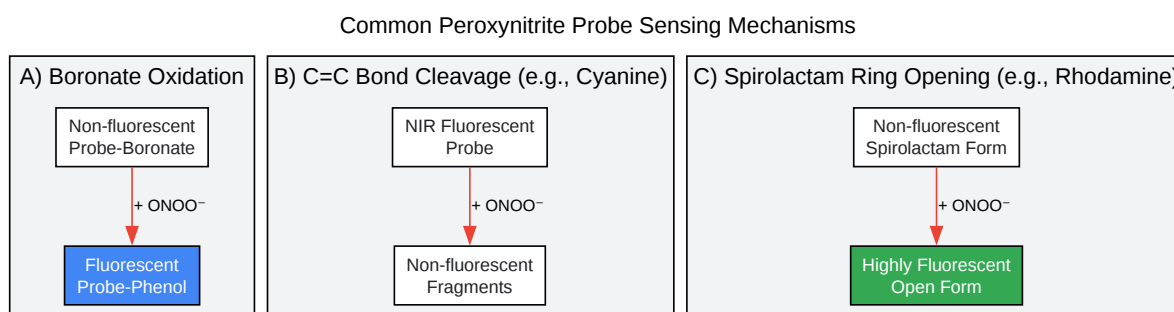 Common Peroxynitrite Probe Sensing Mechanisms
A) Boronate Oxidation
Non-fluorescent
Probe-Boronate
+ ONOO⁻
Fluorescent
Probe-Phenol
B) C=C Bond Cleavage (e.g., Cyanine)
NIR Fluorescent
Probe
+ ONOO⁻
Non-fluorescent
Fragments
C) Spirolactam Ring Opening (e.g., Rhodamine)
Non-fluorescent
Spirolactam Form
+ ONOO⁻
Highly Fluorescent
Open Form